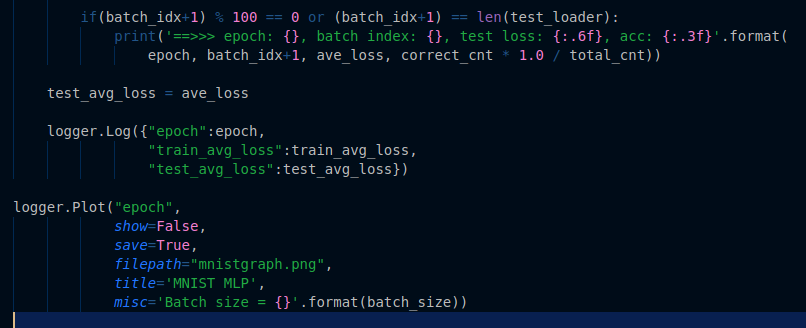 if(batch_idx+1) % 100 == 0 or (batch_idx+1) == len(test_loader):
print('==>>> epoch: {}, batch index: {}, test loss: {:.6f}, acc: {:.3f}'.format(
epoch, batch_idx+1, ave_loss, correct_cnt * 1.0 / total_cnt))
test_avg_loss = ave_loss
logger.Log({"epoch":epoch,
"train_avg_loss":train_avg_loss,
"test_avg_loss":test_avg_loss})
logger.Plot("epoch",
show=False,
save=True,
filepath="mnistgraph.png",
title='MNIST MLP',
misc='Batch size = {}'.format(batch_size))